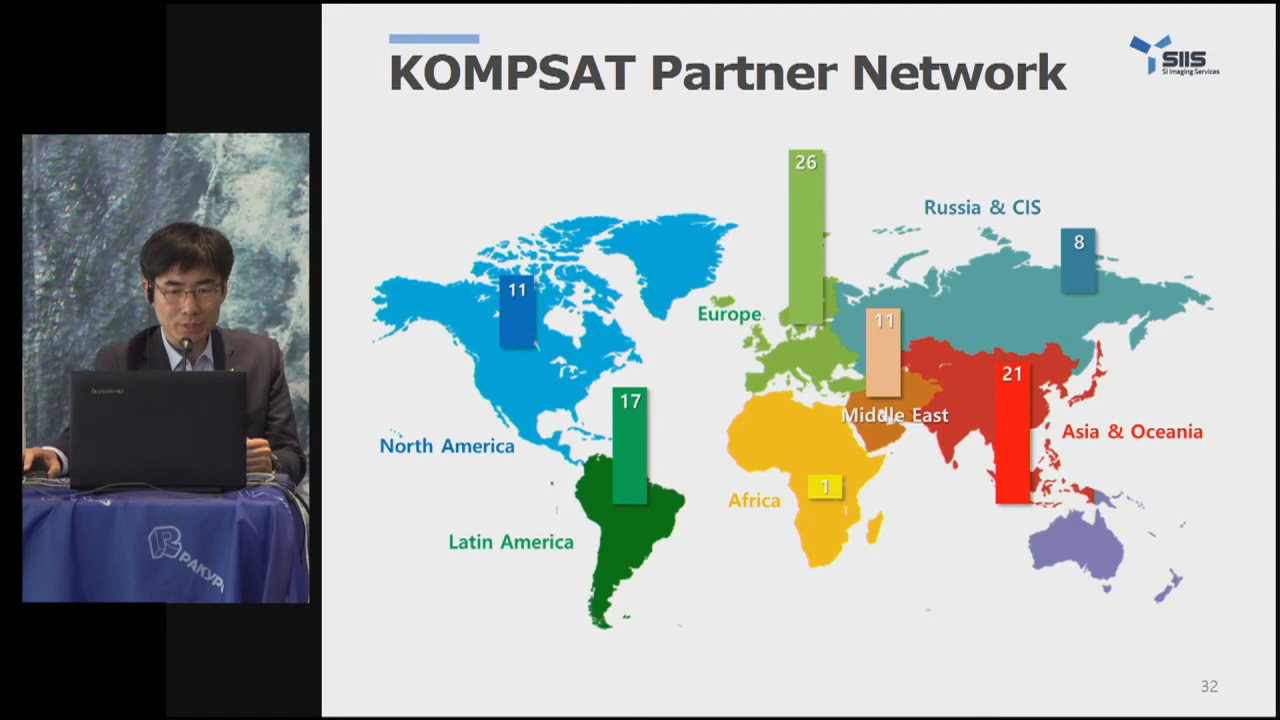 KOMPSAT Partner Network
SIIS
SI Imaging Services
26
Russia & CIS
8
11
Europe
11
21
17
Middle East
North America
Asia & Oceania
1
Africa
Latin America
lenovo
РАКУРС
32